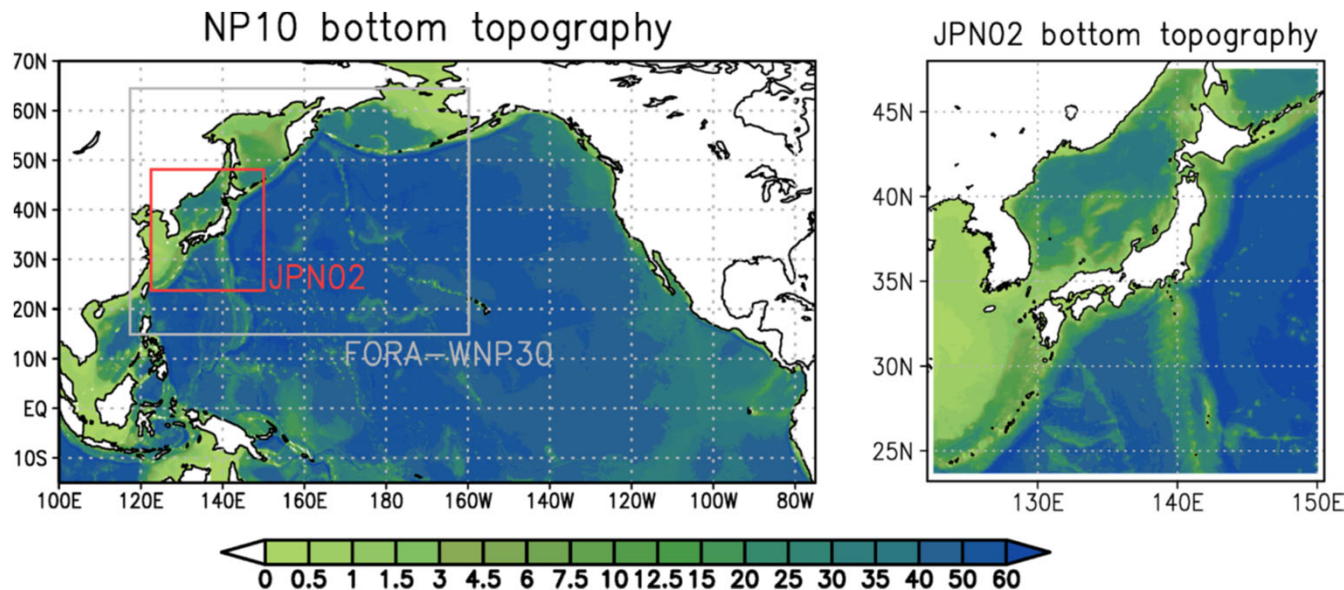 NP10 bottom topography
70N
60N
50N
40N
30N
20N
10N
EQ
10S
100E 120E 140E 160E 180 160W 140W 120W 100W 80W
JPN02
FORA-WNP30
JPN02 bottom topography
45N
40N
35N
30N
25N
130E 140E 150E
0 0.5 1 1.5 3 4.5 6 7.5 10 12.5 15 20 25 30 35 40 50 60